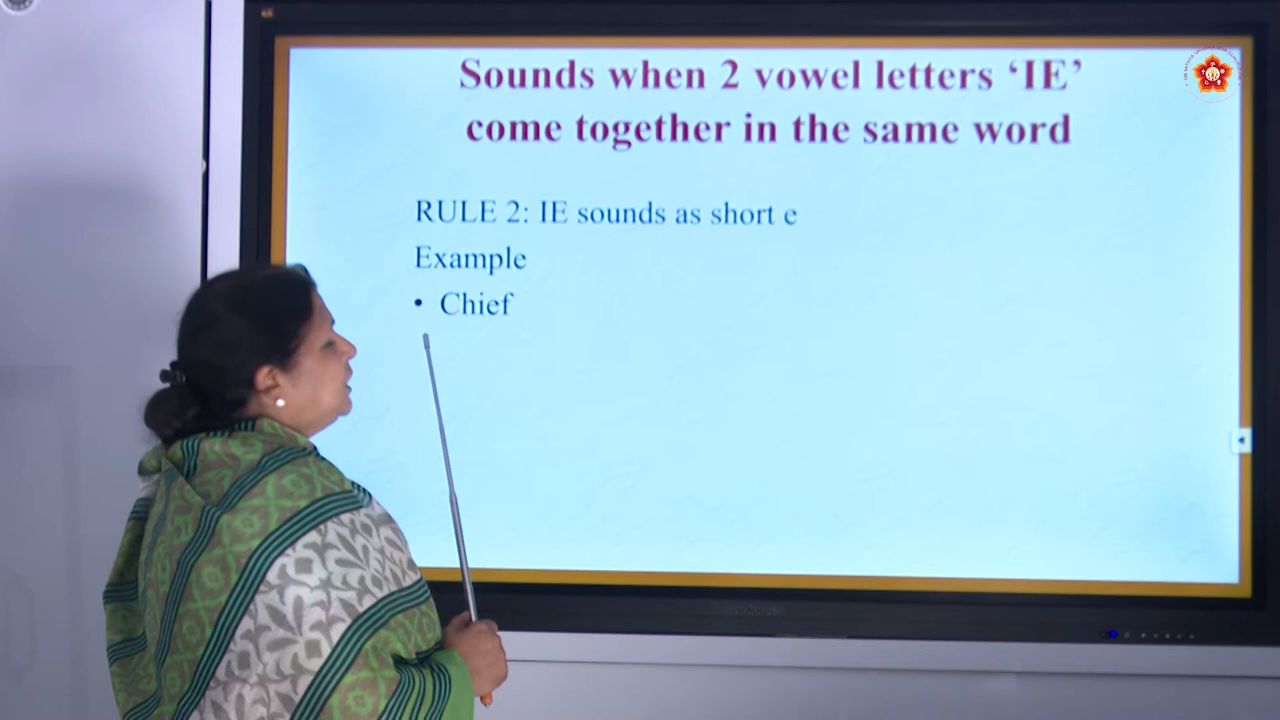 Sounds when 2 vowel letters ‘IE’
come together in the same word
RULE 2: IE sounds as short e
Example
• Chief